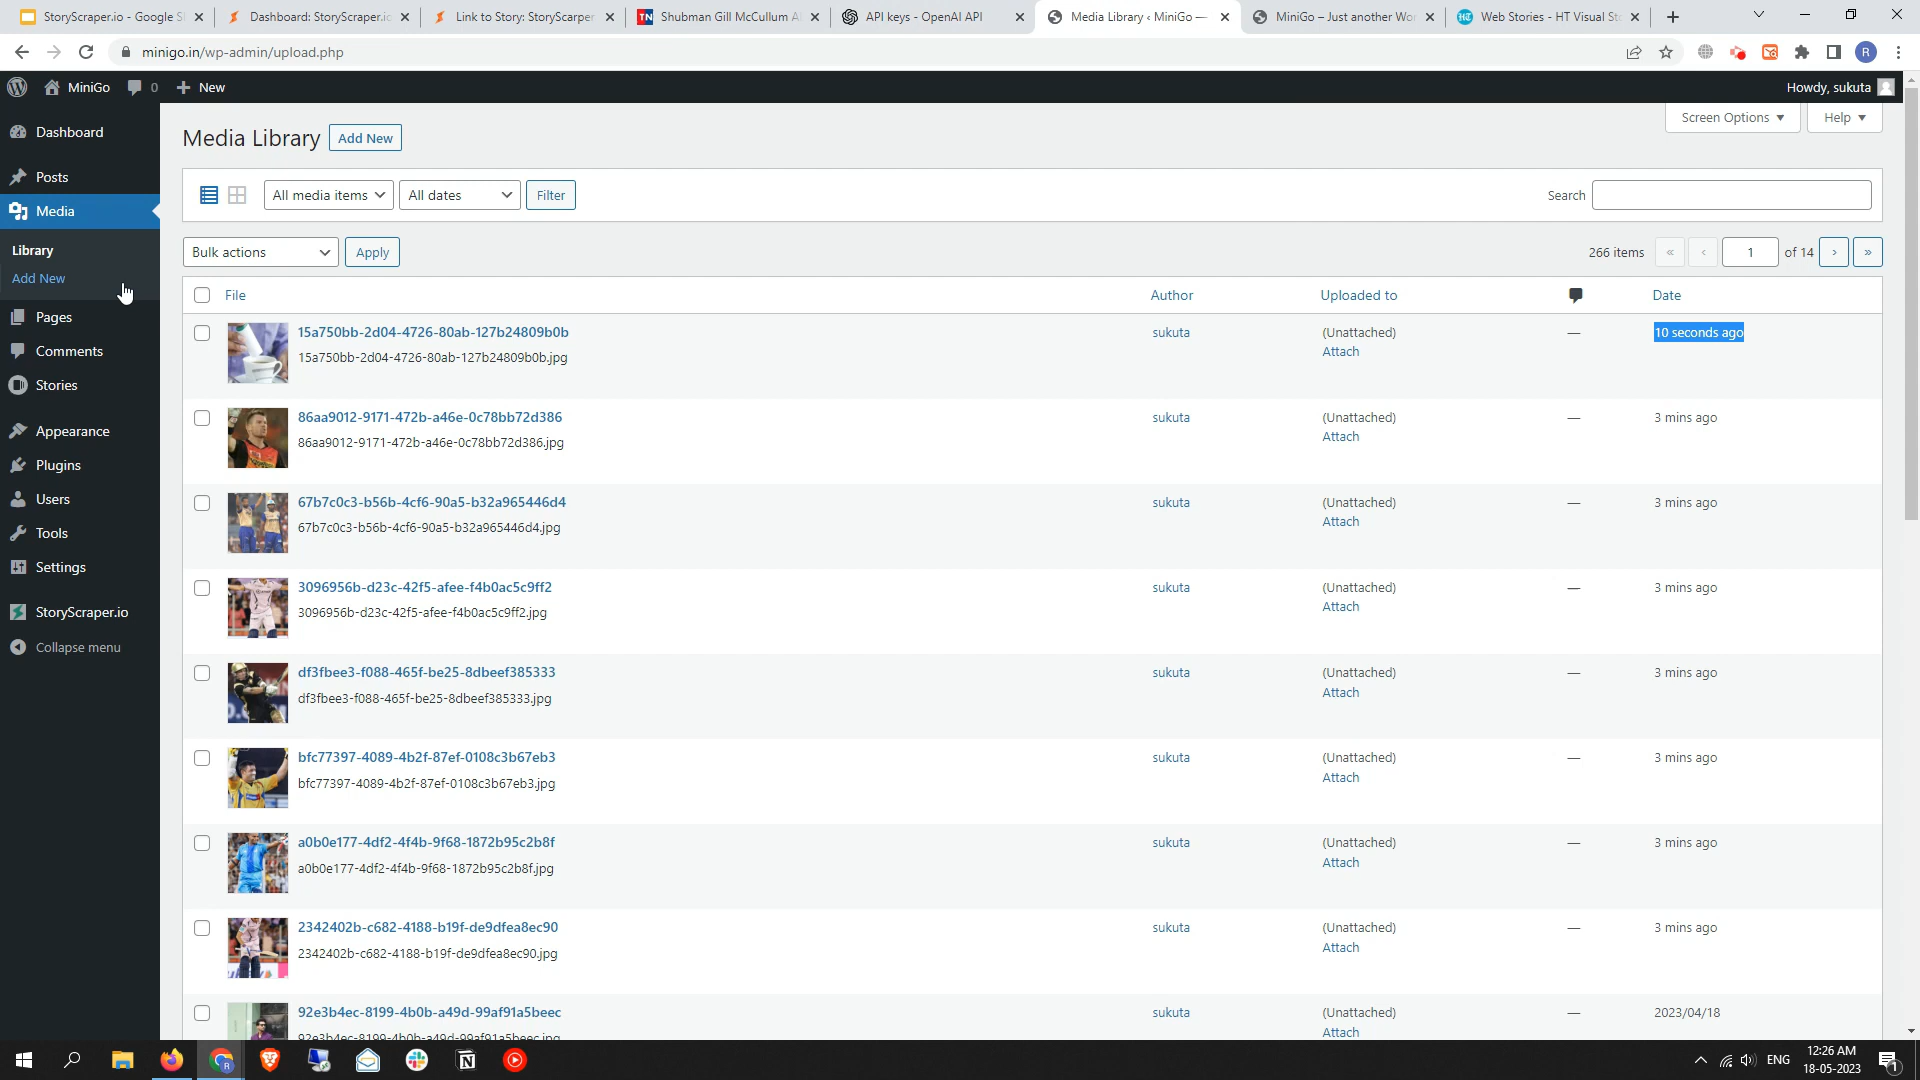 StoryScraper.io - Google Sl
Dashboard: StoryScraper.io
Link to Story: StoryScarper
TN Shubman Gill McCullum A
API keys - OpenAI API
Media Library ‹ MiniGo —
MiniGo – Just another Wor
HT Web Stories - HT Visual Sto
minigo.in/wp-admin/upload.php
R
MiniGo
0
New
Howdy, sukuta
Dashboard
Posts
Media
Library
Add New
Pages
Comments
Stories
Appearance
Plugins
Users
Tools
Settings
StoryScraper.io
Collapse menu
Media Library Add New
Screen Options
Help
All media items
All dates
Filter
Search
Bulk actions
Apply
266 items « ‹ 1 of 14 › »
File Author Uploaded to Date
15a750bb-2d04-4726-80ab-127b24809b0b sukuta (Unattached) — 10 seconds ago
15a750bb-2d04-4726-80ab-127b24809b0b.jpg Attach
86aa9012-9171-472b-a46e-0c78bb72d386 sukuta (Unattached) — 3 mins ago
86aa9012-9171-472b-a46e-0c78bb72d386.jpg Attach
67b7c0c3-b56b-4cf6-90a5-b32a965446d4 sukuta (Unattached) — 3 mins ago
67b7c0c3-b56b-4cf6-90a5-b32a965446d4.jpg Attach
3096956b-d23c-42f5-afee-f4b0ac5c9ff2 sukuta (Unattached) — 3 mins ago
3096956b-d23c-42f5-afee-f4b0ac5c9ff2.jpg Attach
df3fbee3-f088-465f-be25-8dbeef385333 sukuta (Unattached) — 3 mins ago
df3fbee3-f088-465f-be25-8dbeef385333.jpg Attach
bfc77397-4089-4b2f-87ef-0108c3b67eb3 sukuta (Unattached) — 3 mins ago
bfc77397-4089-4b2f-87ef-0108c3b67eb3.jpg Attach
a0b0e177-4df2-4f4b-9f68-1872b95c2b8f sukuta (Unattached) — 3 mins ago
a0b0e177-4df2-4f4b-9f68-1872b95c2b8f.jpg Attach
2342402b-c682-4188-b19f-de9dfea8ec90 sukuta (Unattached) — 3 mins ago
2342402b-c682-4188-b19f-de9dfea8ec90.jpg Attach
92e3b4ec-8199-4b0b-a49d-99af91a5beec sukuta (Unattached) — 2023/04/18
92e3b4ec-8199-4b0b-a49d-99af91a5beec.jpg Attach
ENG
12:26 AM
18-05-2023
1